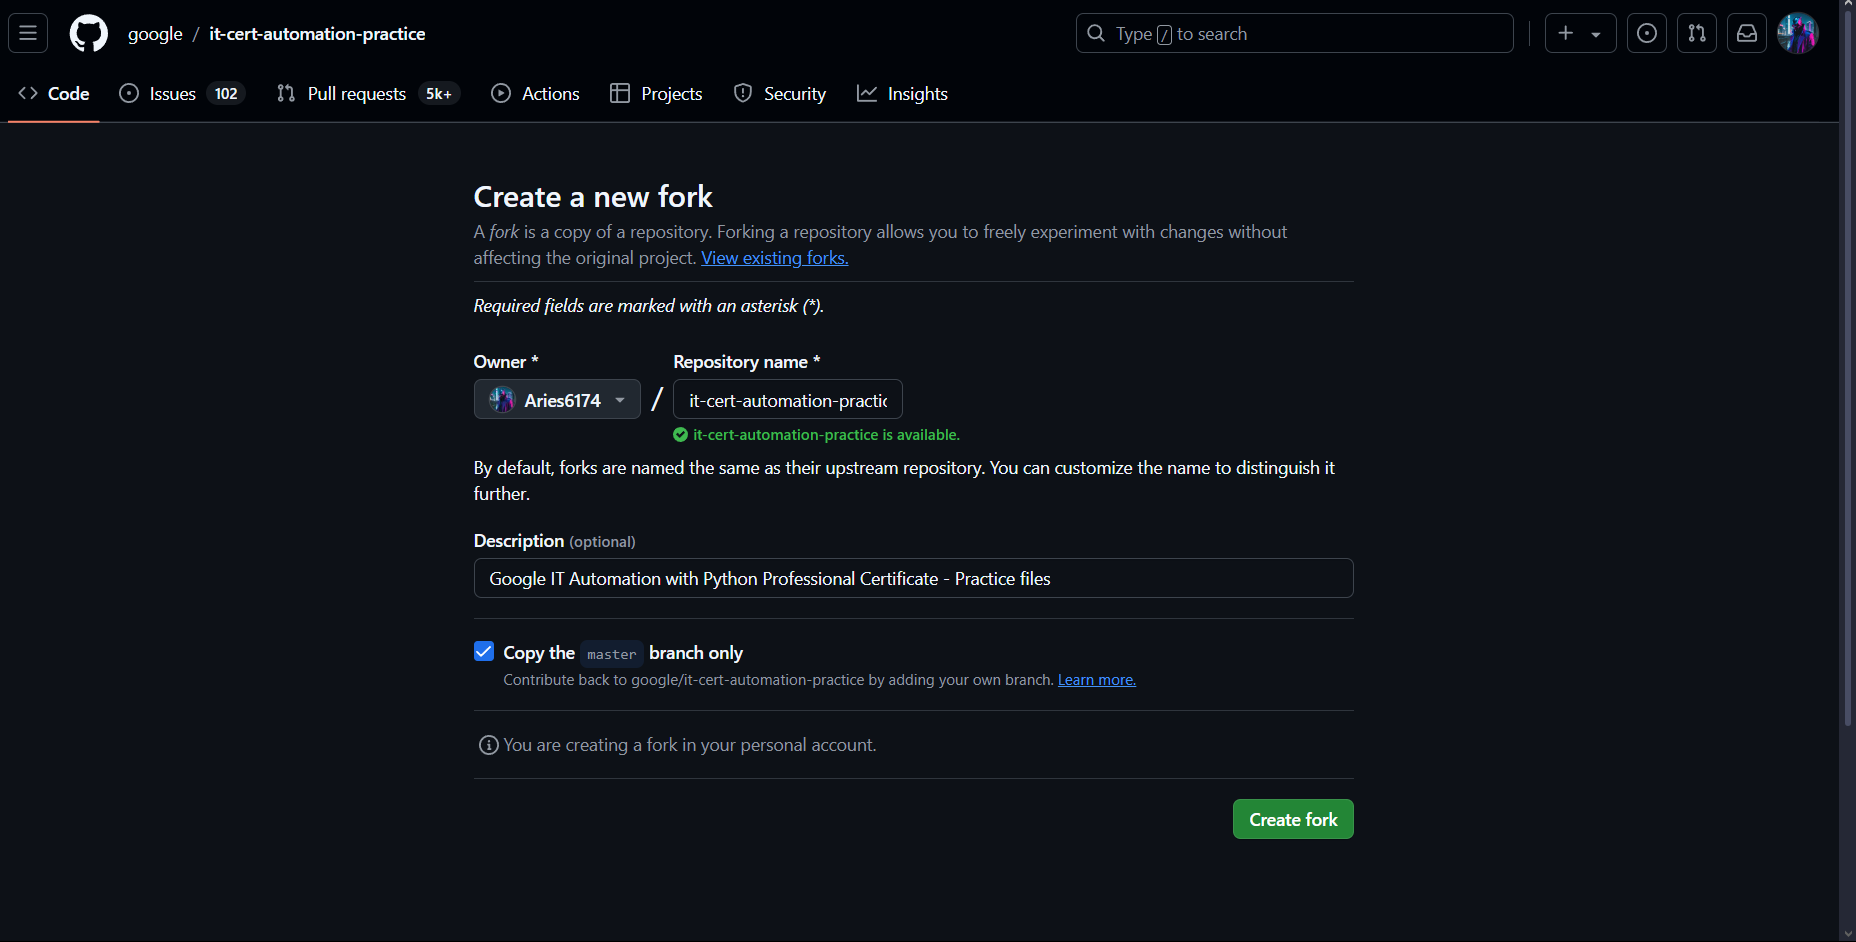 google / it-cert-automation-practice
Type / to search
Code
Issues 102
Pull requests 5k+
Actions
Projects
Security
Insights
Create a new fork
A fork is a copy of a repository. Forking a repository allows you to freely experiment with changes without
affecting the original project. View existing forks.
Required fields are marked with an asterisk (*).
Owner *
Repository name *
Aries6174 /
it-cert-automation-practic
it-cert-automation-practice is available.
By default, forks are named the same as their upstream repository. You can customize the name to distinguish it
further.
Description (optional)
Google IT Automation with Python Professional Certificate - Practice files
Copy the master branch only
Contribute back to google/it-cert-automation-practice by adding your own branch. Learn more.
You are creating a fork in your personal account.
Create fork